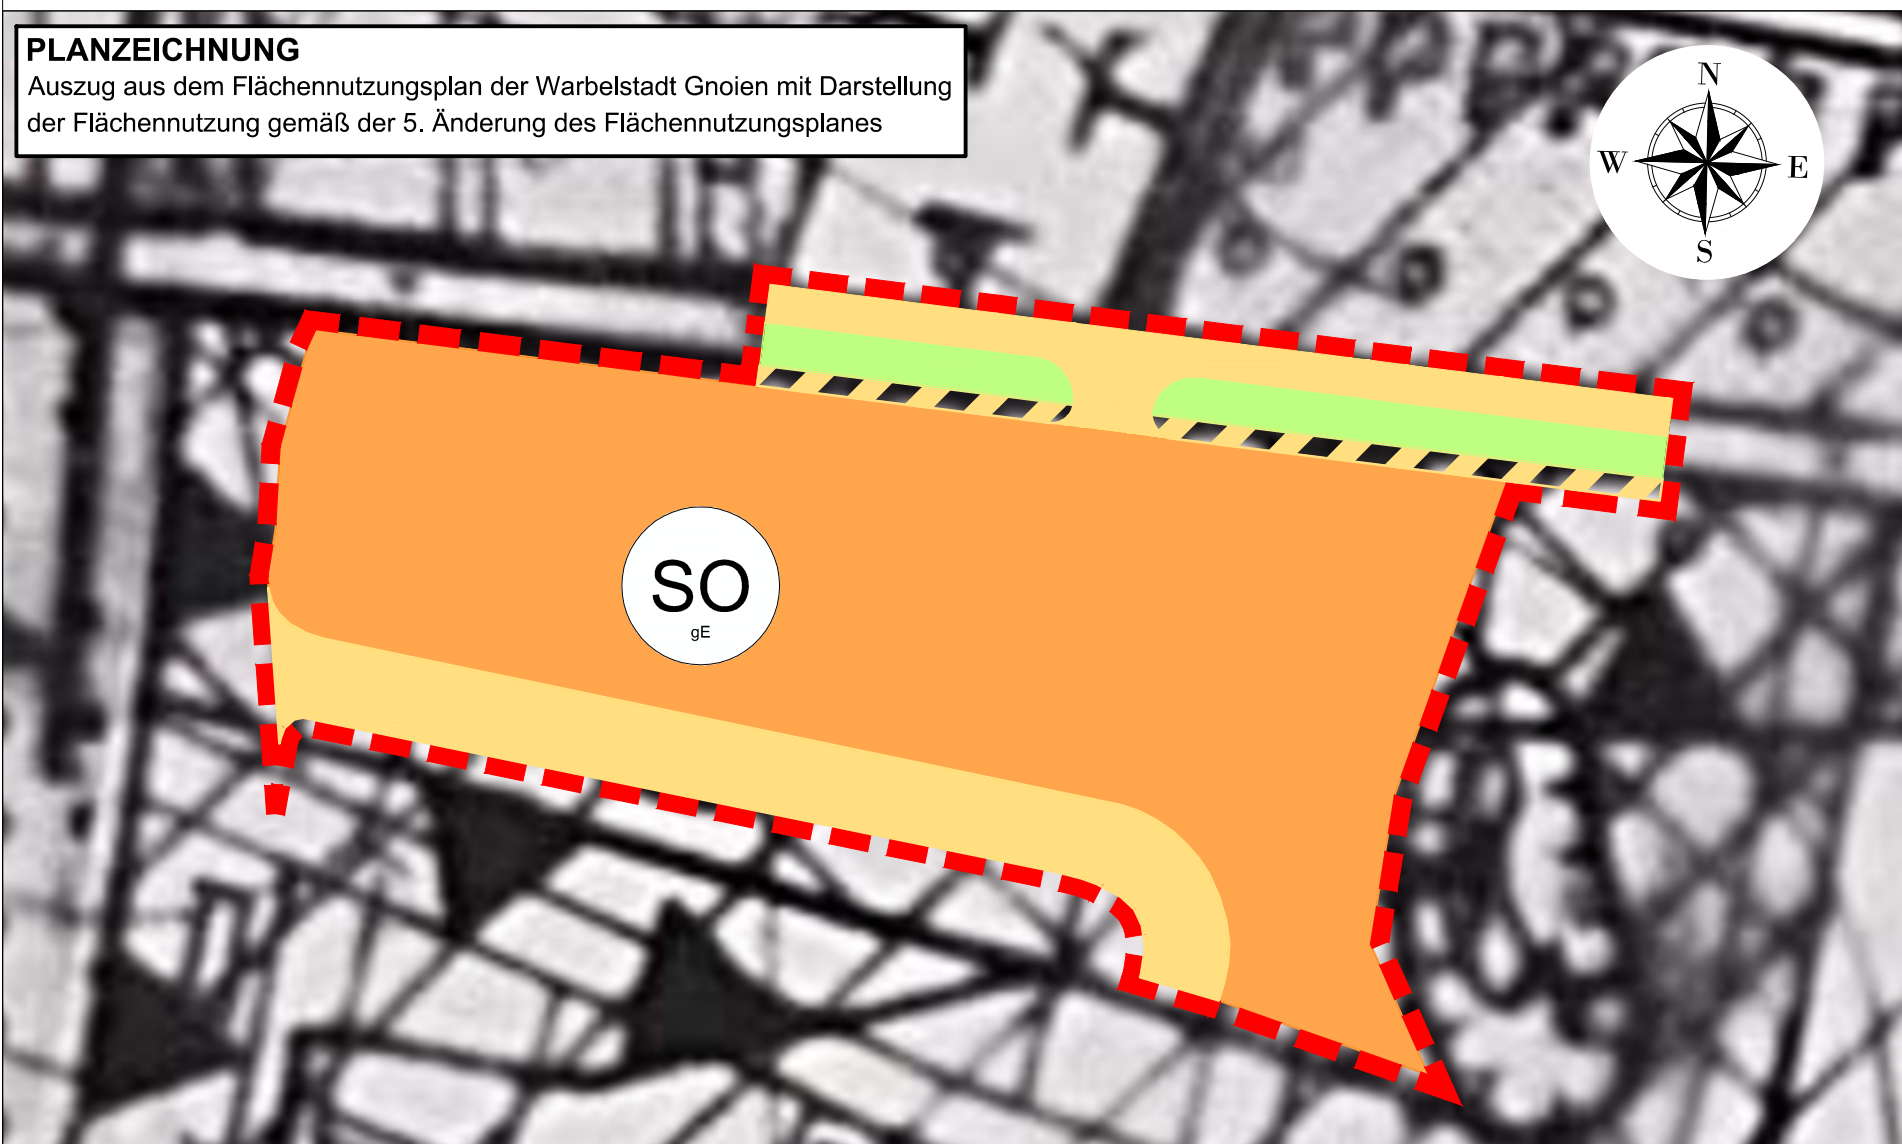 PLANZEICHNUNG
Auszug aus dem Flächennutzungsplan der Warbelstadt Gnoien mit Darstellung
der Flächennutzung gemäß der 5. Änderung des Flächennutzungsplanes
N
W
E
S
SO
gE